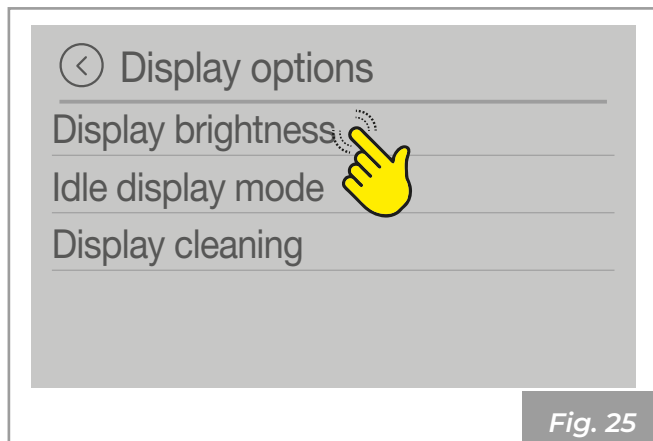 Display options
Display brightness
Idle display mode
Display cleaning
Fig. 25